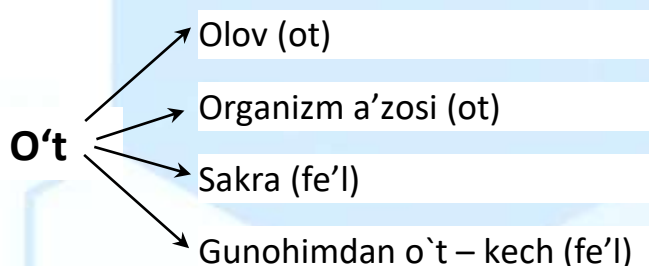 Olov (ot)
Organizm a’zosi (ot)
O‘t
Sakra (fe’l)
Gunohimdan o`t – kech (fe’l)